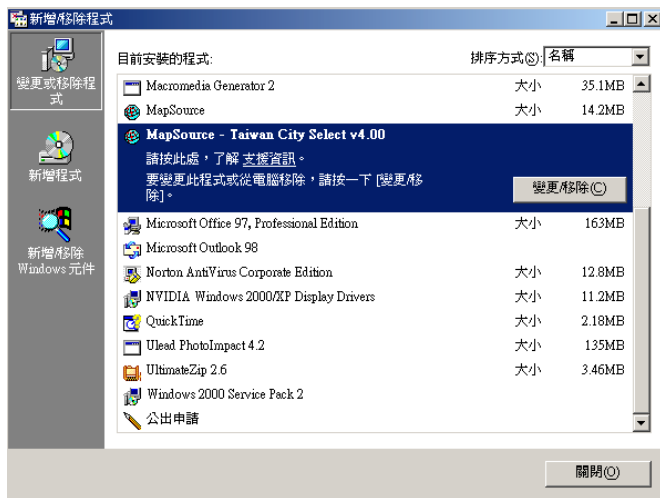 新增/移除程式
變更或移除程式
新增程式
新增/移除 Windows 元件
目前安裝的程式:
排序方式(S): 名稱
Macromedia Generator 2 大小 35.1MB
MapSource 大小 14.2MB
MapSource - Taiwan City Select v4.00
請按此處，了解 支援資訊。
要變更此程式或從電腦移除，請按一下 [變更/移除]。
變更/移除(C)
Microsoft Office 97, Professional Edition 大小 163MB
Microsoft Outlook 98
Norton AntiVirus Corporate Edition 大小 12.8MB
NVIDIA Windows 2000/XP Display Drivers 大小 11.2MB
QuickTime 大小 2.18MB
Ulead PhotoImpact 4.2 大小 135MB
UltimateZip 2.6 大小 3.46MB
Windows 2000 Service Pack 2
公出申請
關閉(O)